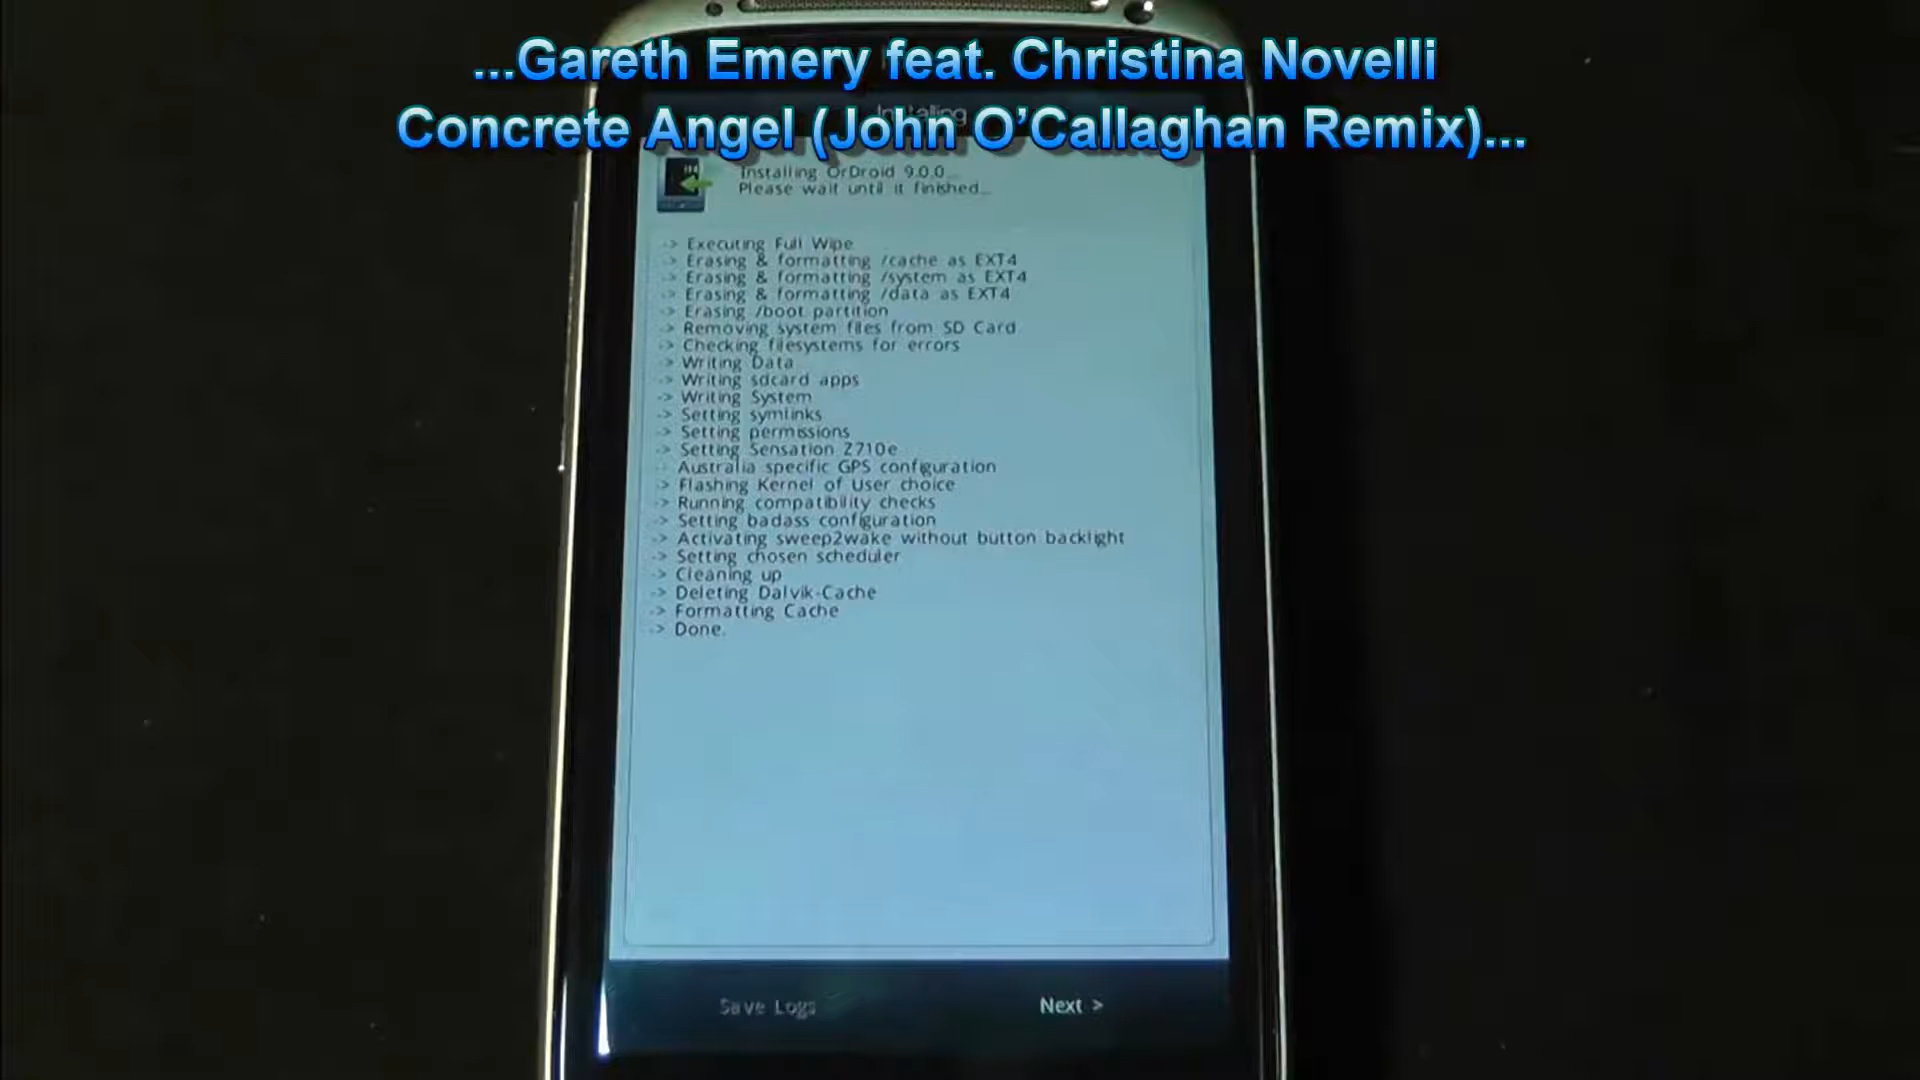 ...Gareth Emery feat. Christina Novelli
Concrete Angel (John O’Callaghan Remix)...
Installing
Installing OrDroid 9.0.0...
Please wait until it finished...
-> Executing Full Wipe
-> Erasing & formatting /cache as EXT4
-> Erasing & formatting /system as EXT4
-> Erasing & formatting /data as EXT4
-> Erasing /boot partition
-> Removing system files from SD Card
-> Checking filesystems for errors
-> Writing Data
-> Writing sdcard apps
-> Writing System
-> Setting symlinks
-> Setting permissions
-> Setting Sensation Z710e
-> Australia specific GPS configuration
-> Flashing Kernel of User choice
-> Running compatibility checks
-> Setting badass configuration
-> Activating sweep2wake without button backlight
-> Setting chosen scheduler
-> Cleaning up
-> Deleting Dalvik-Cache
-> Formatting Cache
-> Done.
Save Logs
Next >